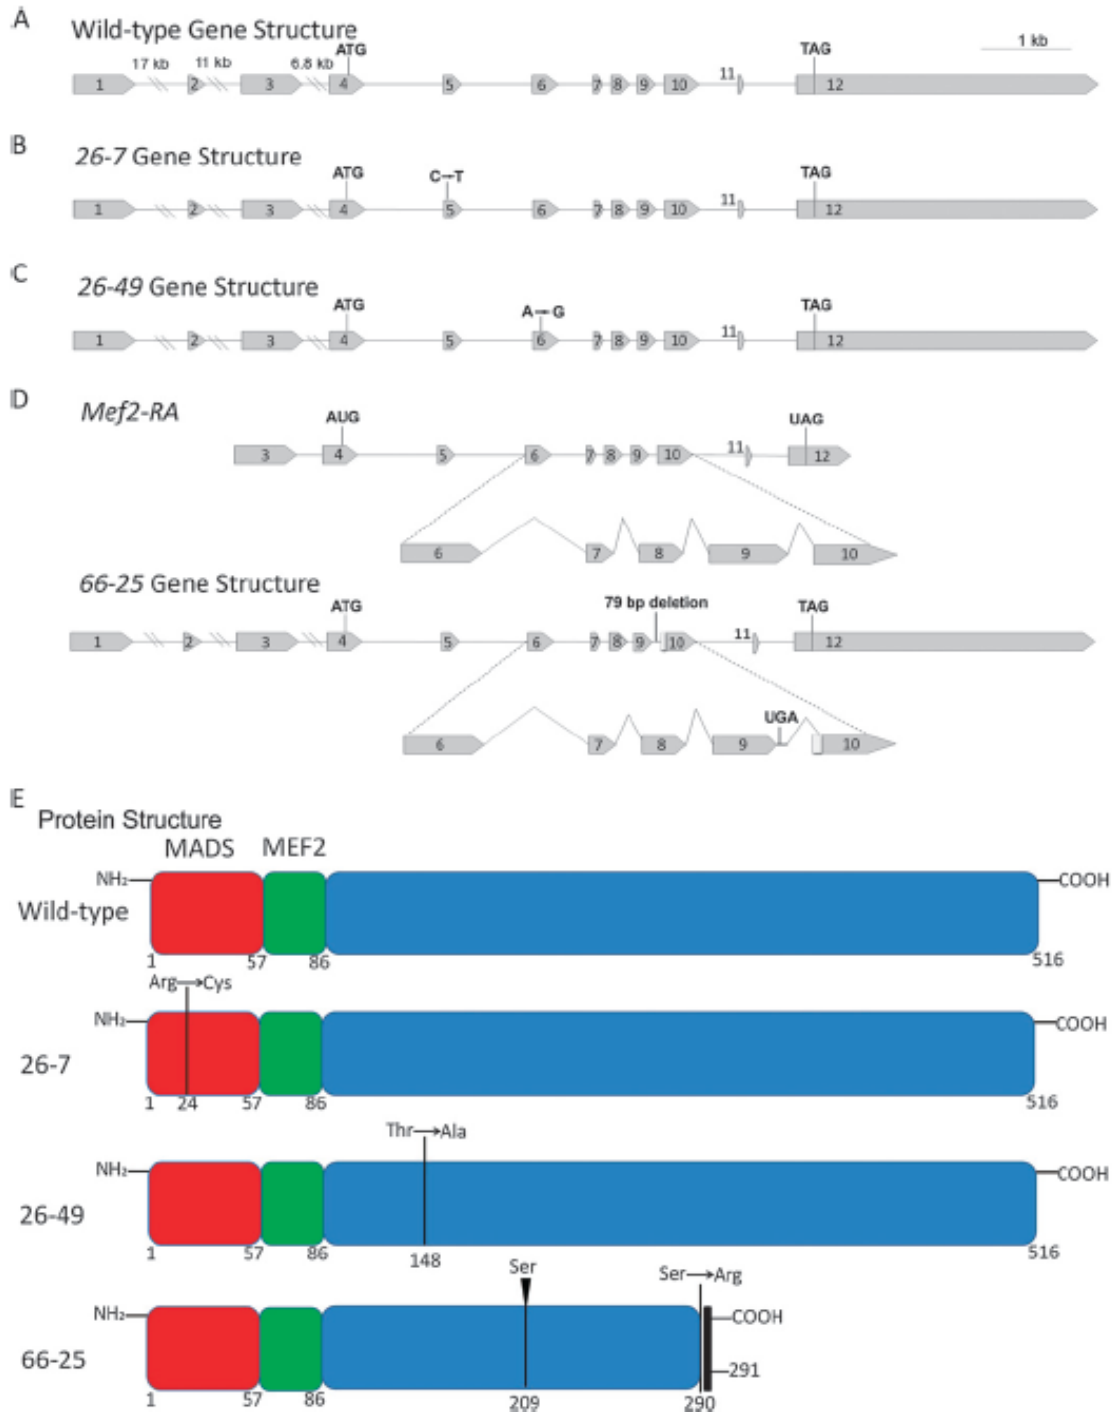 A
Wild-type Gene Structure
17 kb 11 kb 6.8 kb ATG TAG 1 kb
1 2 3 4 5 6 7 8 9 10 11 12
B
26-7 Gene Structure
ATG C→T TAG
1 2 3 4 5 6 7 8 9 10 11 12
C
26-49 Gene Structure
ATG A→G TAG
1 2 3 4 5 6 7 8 9 10 11 12
D
Mef2-RA
AUG UAG
3 4 5 6 7 8 9 10 11 12
6 7 8 9 10
66-25 Gene Structure
ATG 79 bp deletion TAG
1 2 3 4 5 6 7 8 9 10 11 12
UGA
6 7 8 9 10
E
Protein Structure
MADS MEF2
NH₂ COOH
Wild-type
1 57 86 516
Arg→Cys
NH₂ COOH
26-7
1 24 57 86 516
Thr→Ala
NH₂ COOH
26-49
1 57 86 148 516
Ser Ser→Arg
NH₂ COOH
66-25 291
1 57 86 209 290